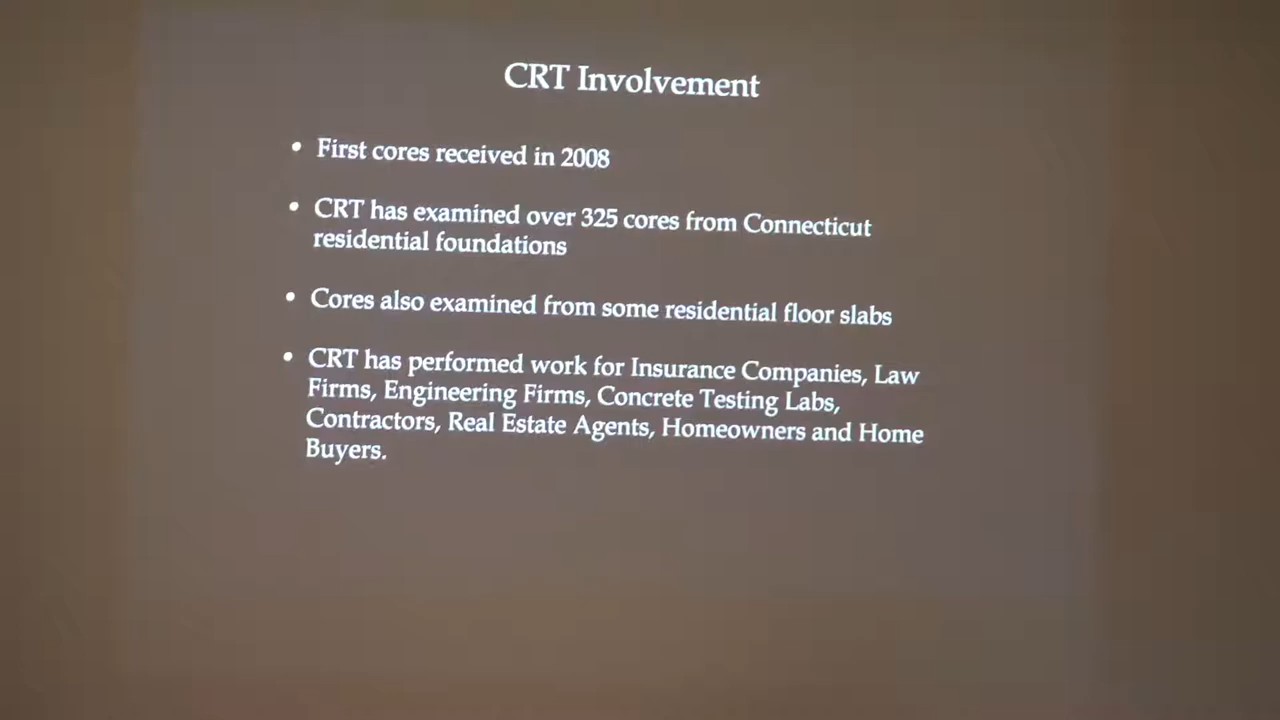 CRT Involvement
• First cores received in 2008
• CRT has examined over 325 cores from Connecticut
residential foundations
• Cores also examined from some residential floor slabs
• CRT has performed work for Insurance Companies, Law
Firms, Engineering Firms, Concrete Testing Labs,
Contractors, Real Estate Agents, Homeowners and Home
Buyers.